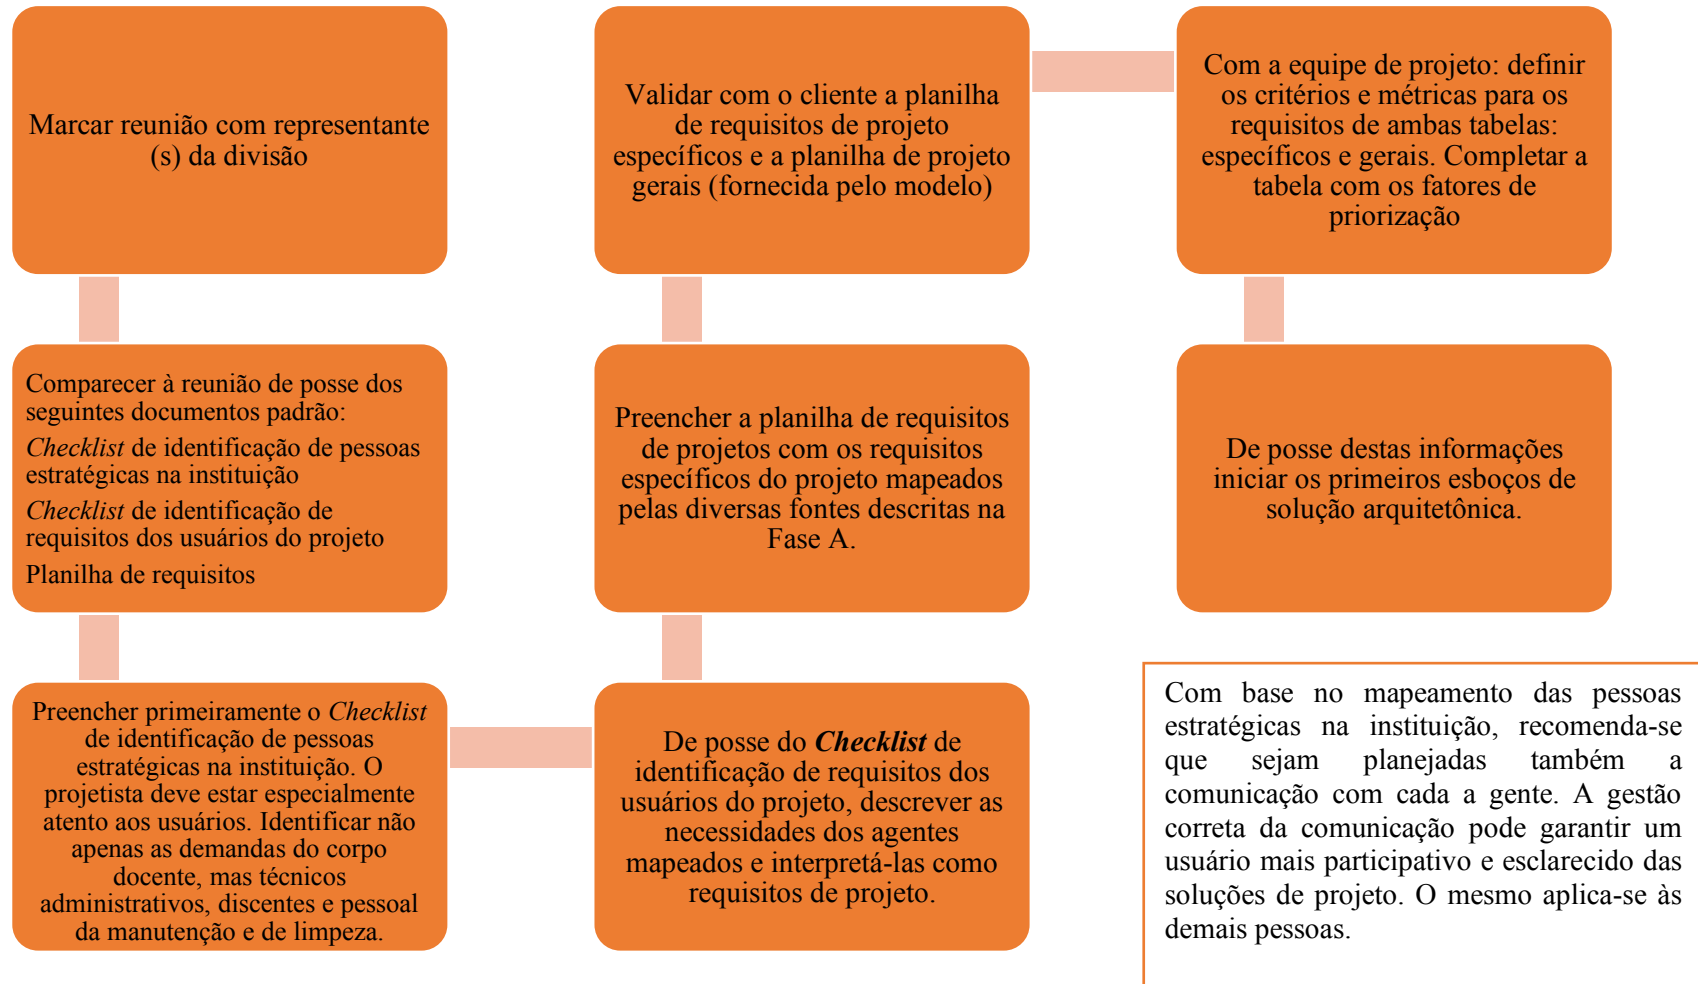 Marcar reunião com representante
(s) da divisão
Comparecer à reunião de posse dos
seguintes documentos padrão:
Checklist de identificação de pessoas
estratégicas na instituição
Checklist de identificação de
requisitos dos usuários do projeto
Planilha de requisitos
Preencher primeiramente o Checklist
de identificação de pessoas
estratégicas na instituição. O
projetista deve estar especialmente
atento aos usuários. Identificar não
apenas as demandas do corpo
docente, mas técnicos
administrativos, discentes e pessoal
da manutenção e de limpeza.
De posse do Checklist de
identificação de requisitos dos
usuários do projeto, descrever as
necessidades dos agentes
mapeados e interpretá-las como
requisitos de projeto.
Preencher a planilha de requisitos
de projetos com os requisitos
específicos do projeto mapeados
pelas diversas fontes descritas na
Fase A.
Validar com o cliente a planilha
de requisitos de projeto
específicos e a planilha de projeto
gerais (fornecida pelo modelo)
Com a equipe de projeto: definir
os critérios e métricas para os
requisitos de ambas tabelas:
específicos e gerais. Completar a
tabela com os fatores de
priorização
De posse destas informações
iniciar os primeiros esboços de
solução arquitetônica.
Com base no mapeamento das pessoas
estratégicas na instituição, recomenda-se
que sejam planejadas também a
comunicação com cada a gente. A gestão
correta da comunicação pode garantir um
usuário mais participativo e esclarecido das
soluções de projeto. O mesmo aplica-se às
demais pessoas.